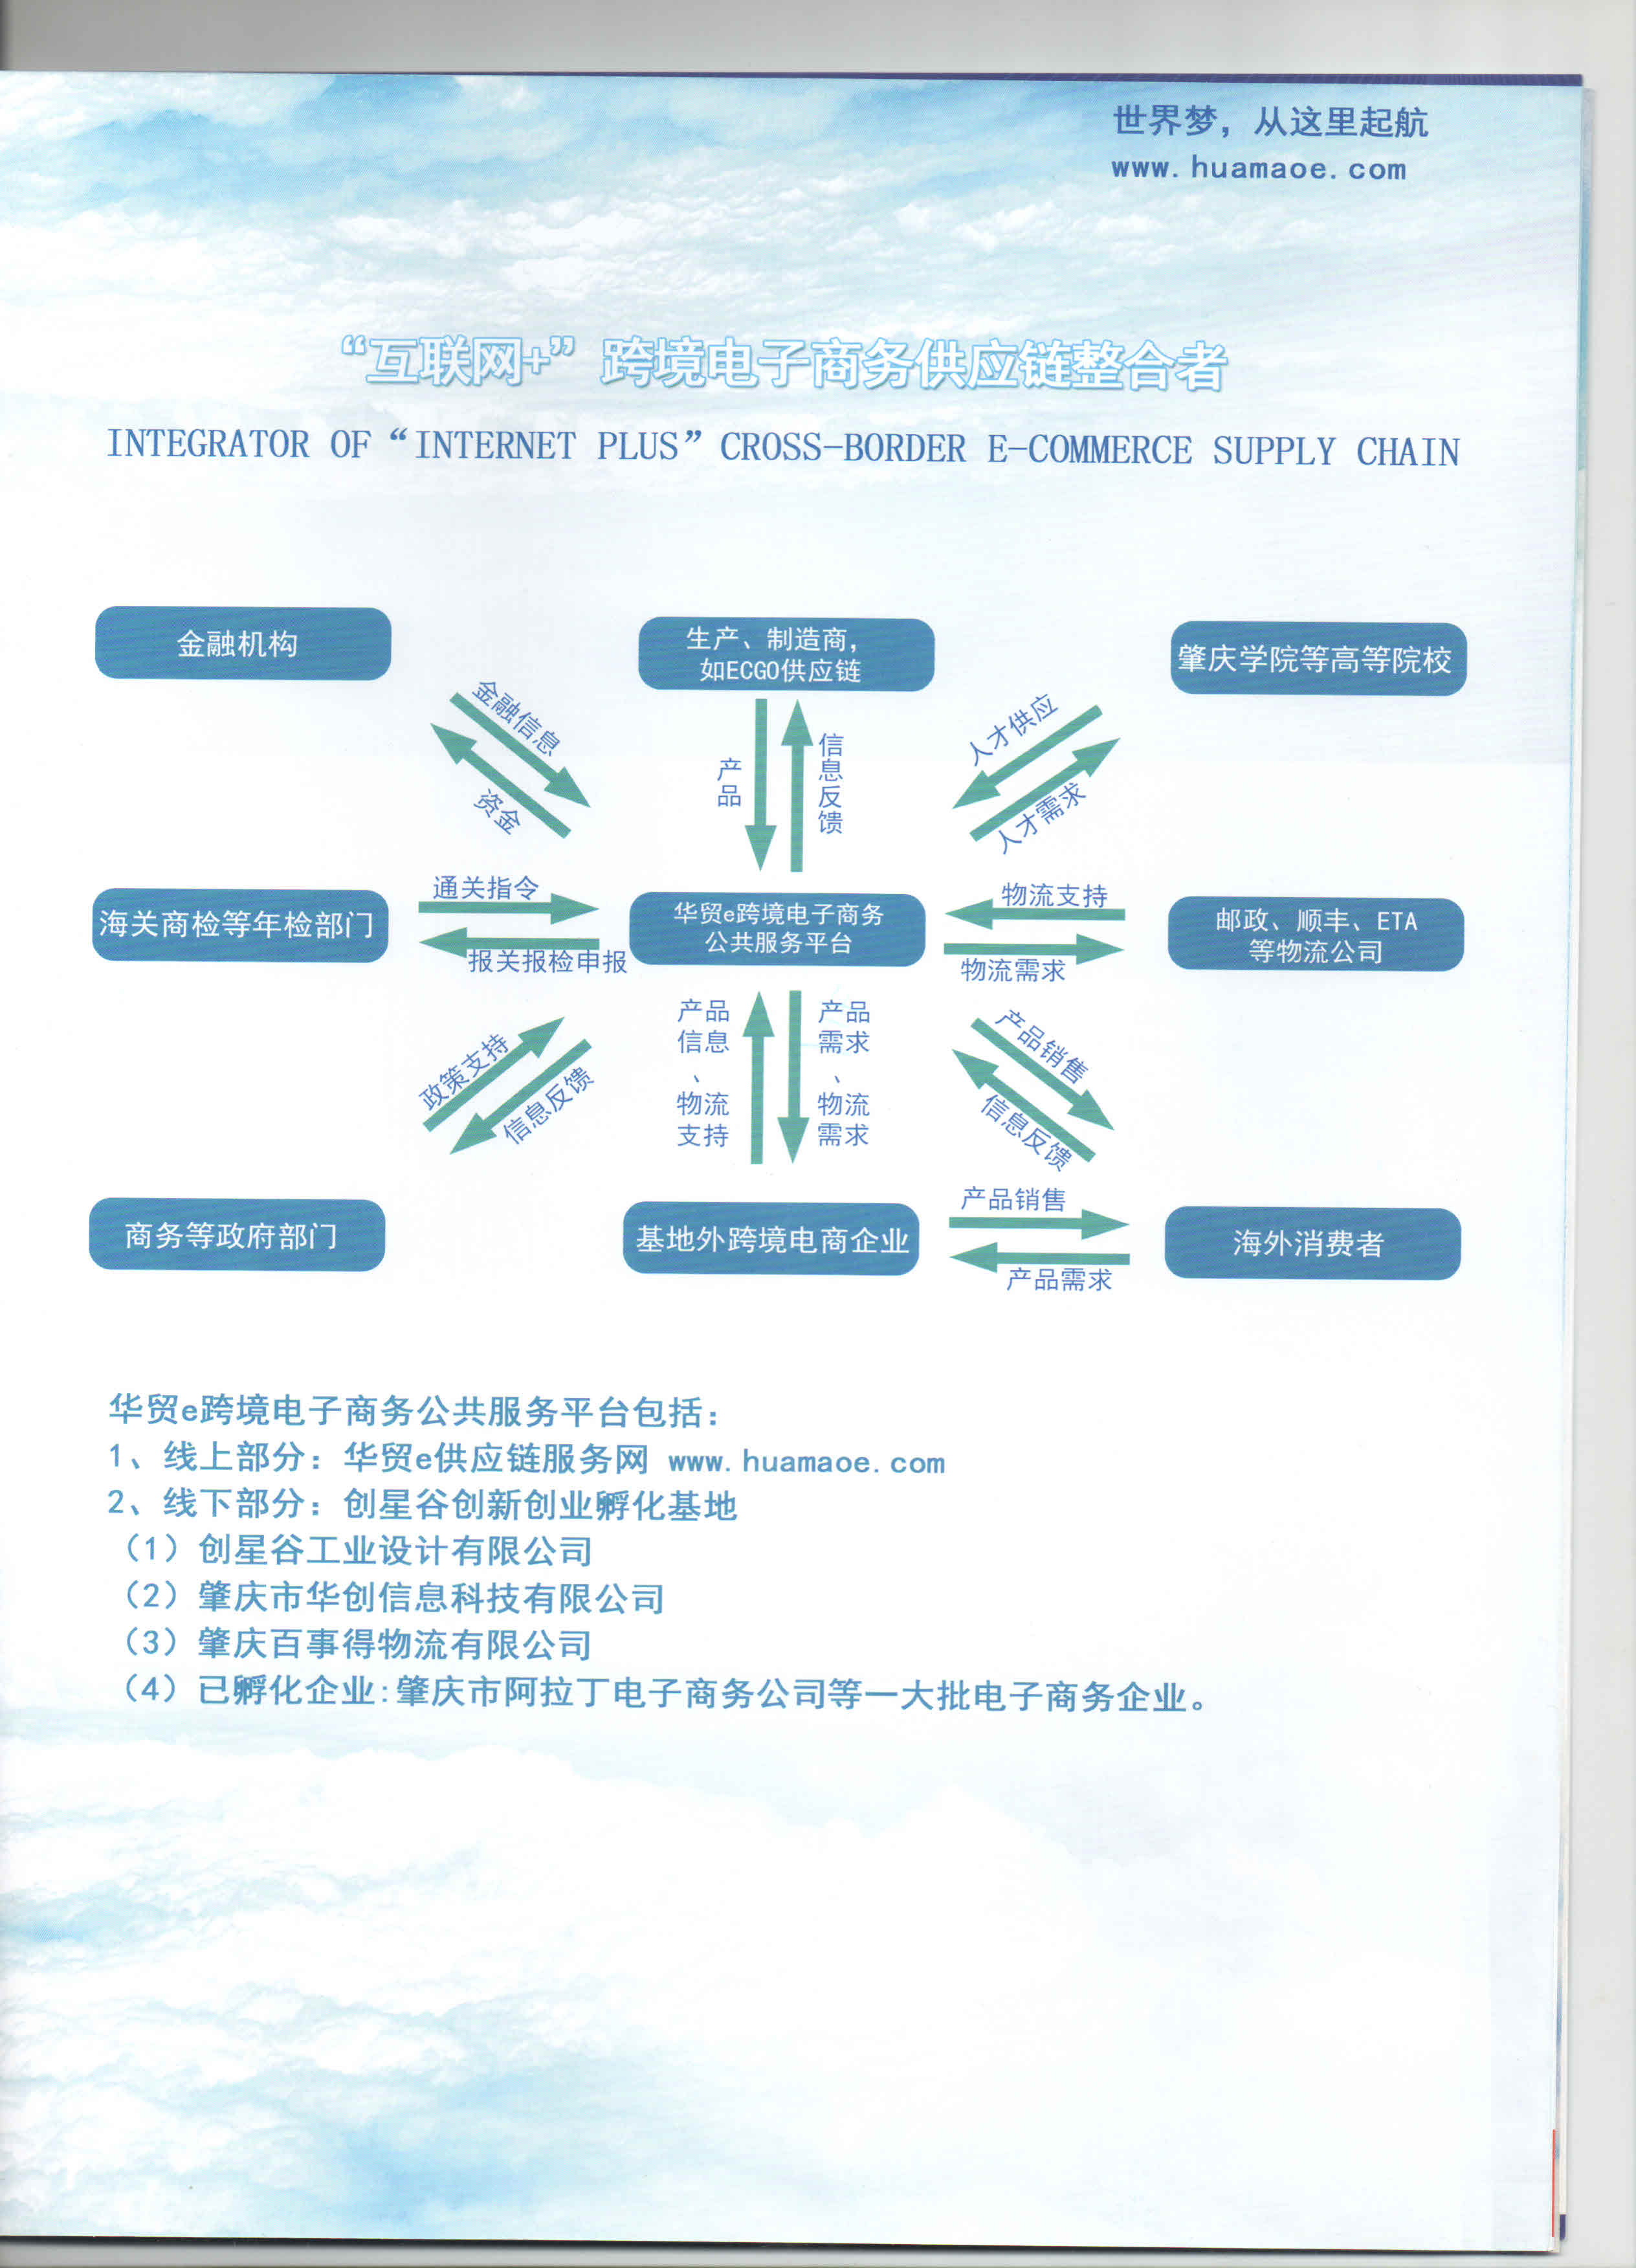 世界梦，从这里起航
www.huamaoe.com
“互联网+”跨境电子商务供应链整合者
INTEGRATOR OF “INTERNET PLUS” CROSS-BORDER E-COMMERCE SUPPLY CHAIN
金融机构
生产、制造商，
如ECGO供应链
肇庆学院等高等院校
金融信息
资金
产品
信息反馈
人才供应
人才需求
海关商检等年检部门
通关指令
报关报检申报
华贸e跨境电子商务
公共服务平台
物流支持
物流需求
邮政、顺丰、ETA
等物流公司
政策支持
信息反馈
产品
信息
、
物流
支持
产品
需求
、
物流
需求
产品销售
信息反馈
商务等政府部门
基地外跨境电商企业
产品销售
产品需求
海外消费者
华贸e跨境电子商务公共服务平台包括：
1、线上部分：华贸e供应链服务网 www.huamaoe.com
2、线下部分：创星谷创新创业孵化基地
（1）创星谷工业设计有限公司
（2）肇庆市华创信息科技有限公司
（3）肇庆百事得物流有限公司
（4）已孵化企业:肇庆市阿拉丁电子商务公司等一大批电子商务企业。